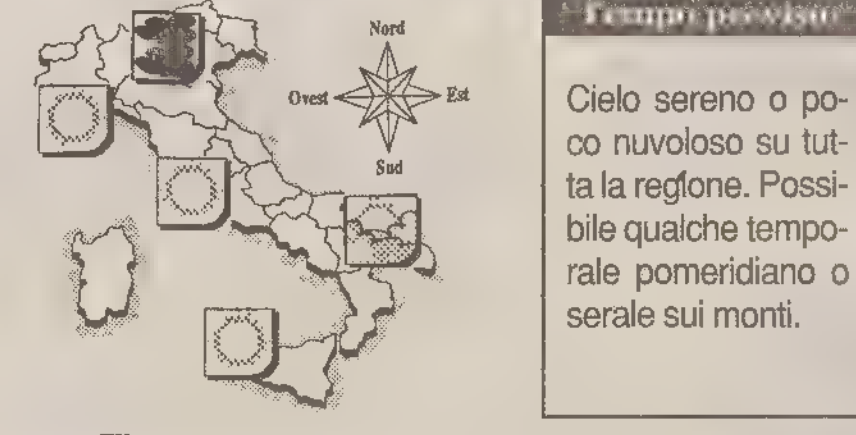 Nord
Ovest
Est
Sud
Tempo previsto
Cielo sereno o po-
co nuvoloso su tut-
ta la regione. Possi-
bile qualche tempo-
rale pomeridiano o
serale sui monti.